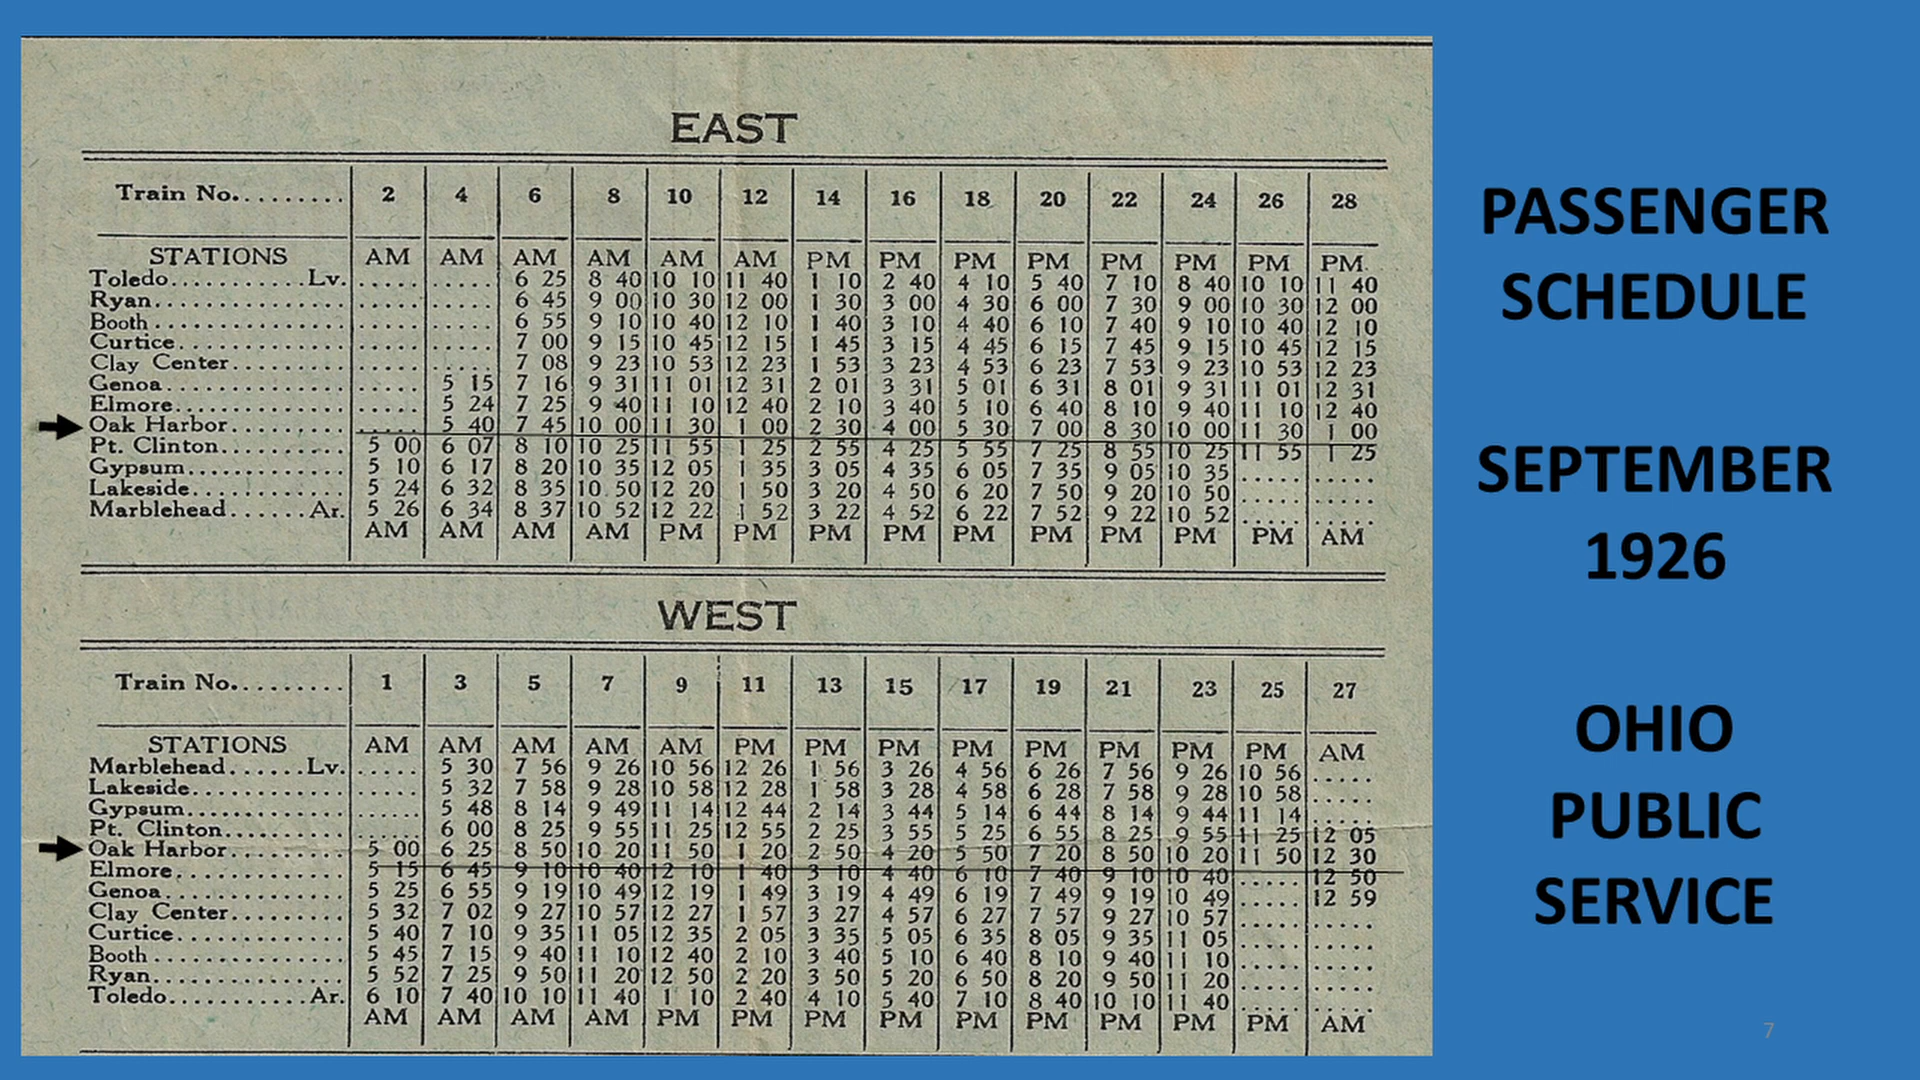 EAST
Train No. 2 4 6 8 10 12 14 16 18 20 22 24 26 28
STATIONS AM AM AM AM AM AM PM PM PM PM PM PM PM PM
Toledo Lv. ..... ..... 6 25 8 40 10 10 11 40 1 10 2 40 4 10 5 40 7 10 8 40 10 10 11 40
Ryan ..... ..... 6 45 9 00 10 30 12 00 1 30 3 00 4 30 6 00 7 30 9 00 10 30 12 00
Booth ..... ..... 6 55 9 10 10 40 12 10 1 40 3 10 4 40 6 10 7 40 9 10 10 40 12 10
Curtice ..... ..... 7 00 9 15 10 45 12 15 1 45 3 15 4 45 6 15 7 45 9 15 10 45 12 15
Clay Center ..... ..... 7 08 9 23 10 53 12 23 1 53 3 23 4 53 6 23 7 53 9 23 10 53 12 23
Genoa ..... 5 15 7 16 9 31 11 01 12 31 2 01 3 31 5 01 6 31 8 01 9 31 11 01 12 31
Elmore ..... 5 24 7 25 9 40 11 10 12 40 2 10 3 40 5 10 6 40 8 10 9 40 11 10 12 40
Oak Harbor ..... 5 40 7 45 10 00 11 30 1 00 2 30 4 00 5 30 7 00 8 30 10 00 11 30 1 00
Pt. Clinton 5 00 6 07 8 10 10 25 11 55 1 25 2 55 4 25 5 55 7 25 8 55 10 25 11 55 1 25
Gypsum 5 10 6 17 8 20 10 35 12 05 1 35 3 05 4 35 6 05 7 35 9 05 10 35 ..... .....
Lakeside 5 24 6 32 8 35 10 50 12 20 1 50 3 20 4 50 6 20 7 50 9 20 10 50 ..... .....
Marblehead Ar. 5 26 6 34 8 37 10 52 12 22 1 52 3 22 4 52 6 22 7 52 9 22 10 52 ..... .....
AM AM AM AM PM PM PM PM PM PM PM PM PM AM
WEST
Train No. 1 3 5 7 9 11 13 15 17 19 21 23 25 27
STATIONS AM AM AM AM AM PM PM PM PM PM PM PM PM AM
Marblehead Lv. ..... 5 30 7 56 9 26 10 56 12 26 1 56 3 26 4 56 6 26 7 56 9 26 10 56 .....
Lakeside ..... 5 32 7 58 9 28 10 58 12 28 1 58 3 28 4 58 6 28 7 58 9 28 10 58 .....
Gypsum ..... 5 48 8 14 9 49 11 14 12 44 2 14 3 44 5 14 6 44 8 14 9 44 11 14 .....
Pt. Clinton ..... 6 00 8 25 9 55 11 25 12 55 2 25 3 55 5 25 6 55 8 25 9 55 11 25 12 05
Oak Harbor 5 00 6 25 8 50 10 20 11 50 1 20 2 50 4 20 5 50 7 20 8 50 10 20 11 50 12 30
Elmore 5 15 6 45 9 10 10 40 12 10 1 40 3 10 4 40 6 10 7 40 9 10 10 40 ..... 12 50
Genoa 5 25 6 55 9 19 10 49 12 19 1 49 3 19 4 49 6 19 7 49 9 19 10 49 ..... 12 59
Clay Center 5 32 7 02 9 27 10 57 12 27 1 57 3 27 4 57 6 27 7 57 9 27 10 57 ..... .....
Curtice 5 40 7 10 9 35 11 05 12 35 2 05 3 35 5 05 6 35 8 05 9 35 11 05 ..... .....
Booth 5 45 7 15 9 40 11 10 12 40 2 10 3 40 5 10 6 40 8 10 9 40 11 10 ..... .....
Ryan 5 52 7 25 9 50 11 20 12 50 2 20 3 50 5 20 6 50 8 20 9 50 11 20 ..... .....
Toledo Ar. 6 10 7 40 10 10 11 40 1 10 2 40 4 10 5 40 7 10 8 40 10 10 11 40 ..... .....
AM AM AM AM PM PM PM PM PM PM PM PM PM AM
PASSENGER
SCHEDULE
SEPTEMBER
1926
OHIO
PUBLIC
SERVICE
7